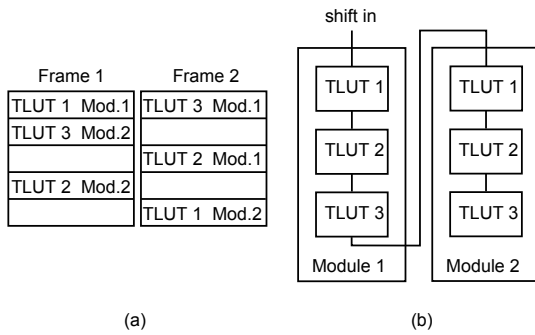 Frame 1
Frame 2
TLUT 1 Mod.1
TLUT 3 Mod.1
TLUT 3 Mod.2
TLUT 2 Mod.1
TLUT 2 Mod.2
TLUT 1 Mod.2
(a)
shift in
TLUT 1
TLUT 2
TLUT 3
Module 1
TLUT 1
TLUT 2
TLUT 3
Module 2
(b)